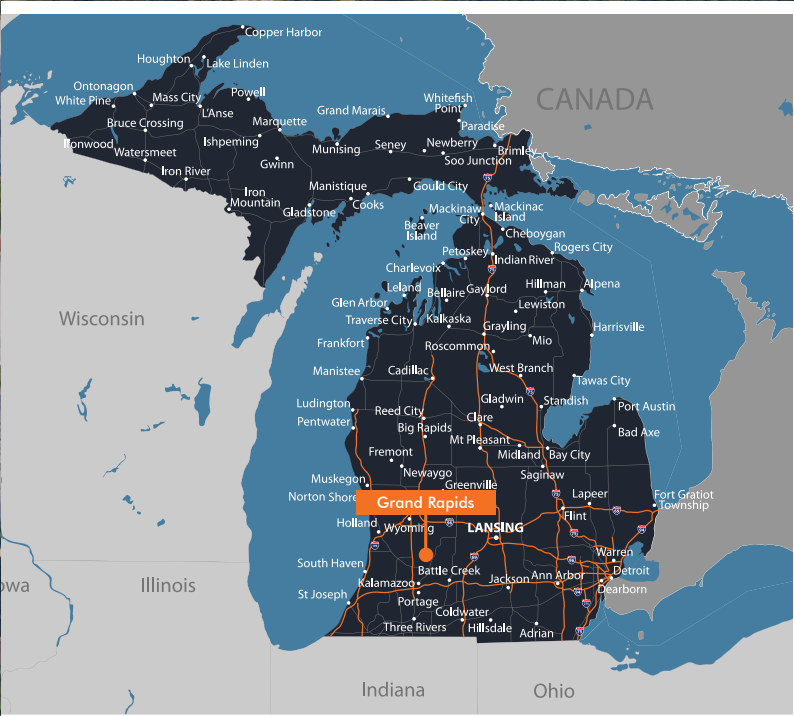 Copper Harbor
Houghton
Lake Linden
Ontonagon
White Pine
Mass City
Powell
L'Anse
Bruce Crossing
Marquette
Grand Marais
Whitefish
Point
Paradise
CANADA
Ironwood
Watersmeet
Ishpeming
Munising
Seney
Newberry
Soo Junction
Brimley
Iron River
Gwinn
Iron
Mountain
Gladstone
Manistique
Cooks
Gould City
75
Mackinaw
City
Mackinac
Island
Beaver
Island
Cheboygan
Petoskey
Indian River
Rogers City
Charlevoix
75
Leland
Bellaire
Gaylord
Hillman
Alpena
Glen Arbor
Lewiston
Traverse City
Kalkaska
Wisconsin
Frankfort
Grayling
Mio
Harrisville
Roscommon
Manistee
Cadillac
West Branch
Tawas City
75
Ludington
Reed City
Gladwin
Standish
Port Austin
Pentwater
Big Rapids
Clare
Bad Axe
Mt Pleasant
Midland
Bay City
Fremont
Newaygo
Saginaw
Muskegon
Greenville
Norton Shore
Grand Rapids
75
Lapeer
Fort Gratiot
Township
Flint
Holland
Wyoming
LANSING
South Haven
Warren
Detroit
Battle Creek
Kalamazoo
Jackson
Ann Arbor
Dearborn
owa
Illinois
St Joseph
Portage
Coldwater
Three Rivers
Hillsdale
Adrian
Indiana
Ohio